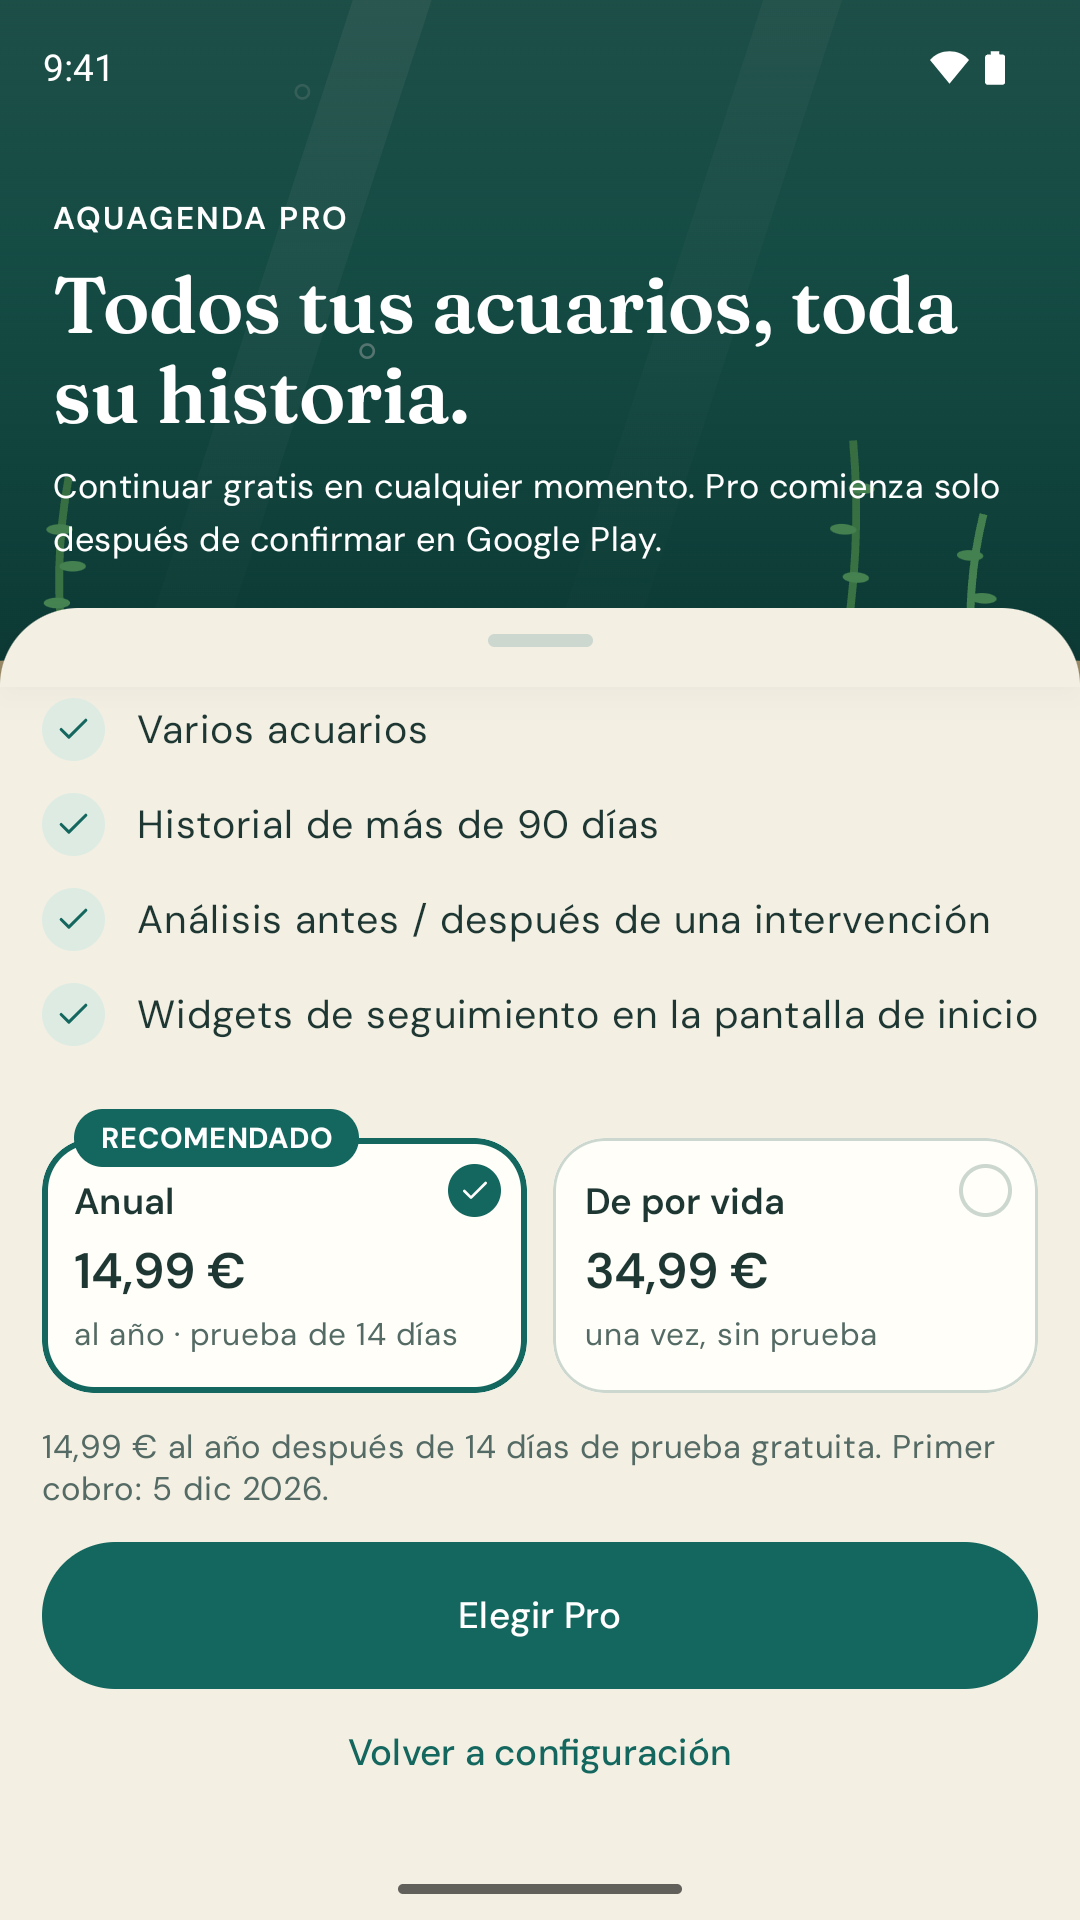 9:41
AQUAGENDA PRO
Todos tus acuarios, toda
su historia.
Continuar gratis en cualquier momento. Pro comienza solo
después de confirmar en Google Play.
Varios acuarios
Historial de más de 90 días
Análisis antes / después de una intervención
Widgets de seguimiento en la pantalla de inicio
RECOMENDADO
Anual
14,99 €
al año · prueba de 14 días
De por vida
34,99 €
una vez, sin prueba
14,99 € al año después de 14 días de prueba gratuita. Primer
cobro: 5 dic 2026.
Elegir Pro
Volver a configuración